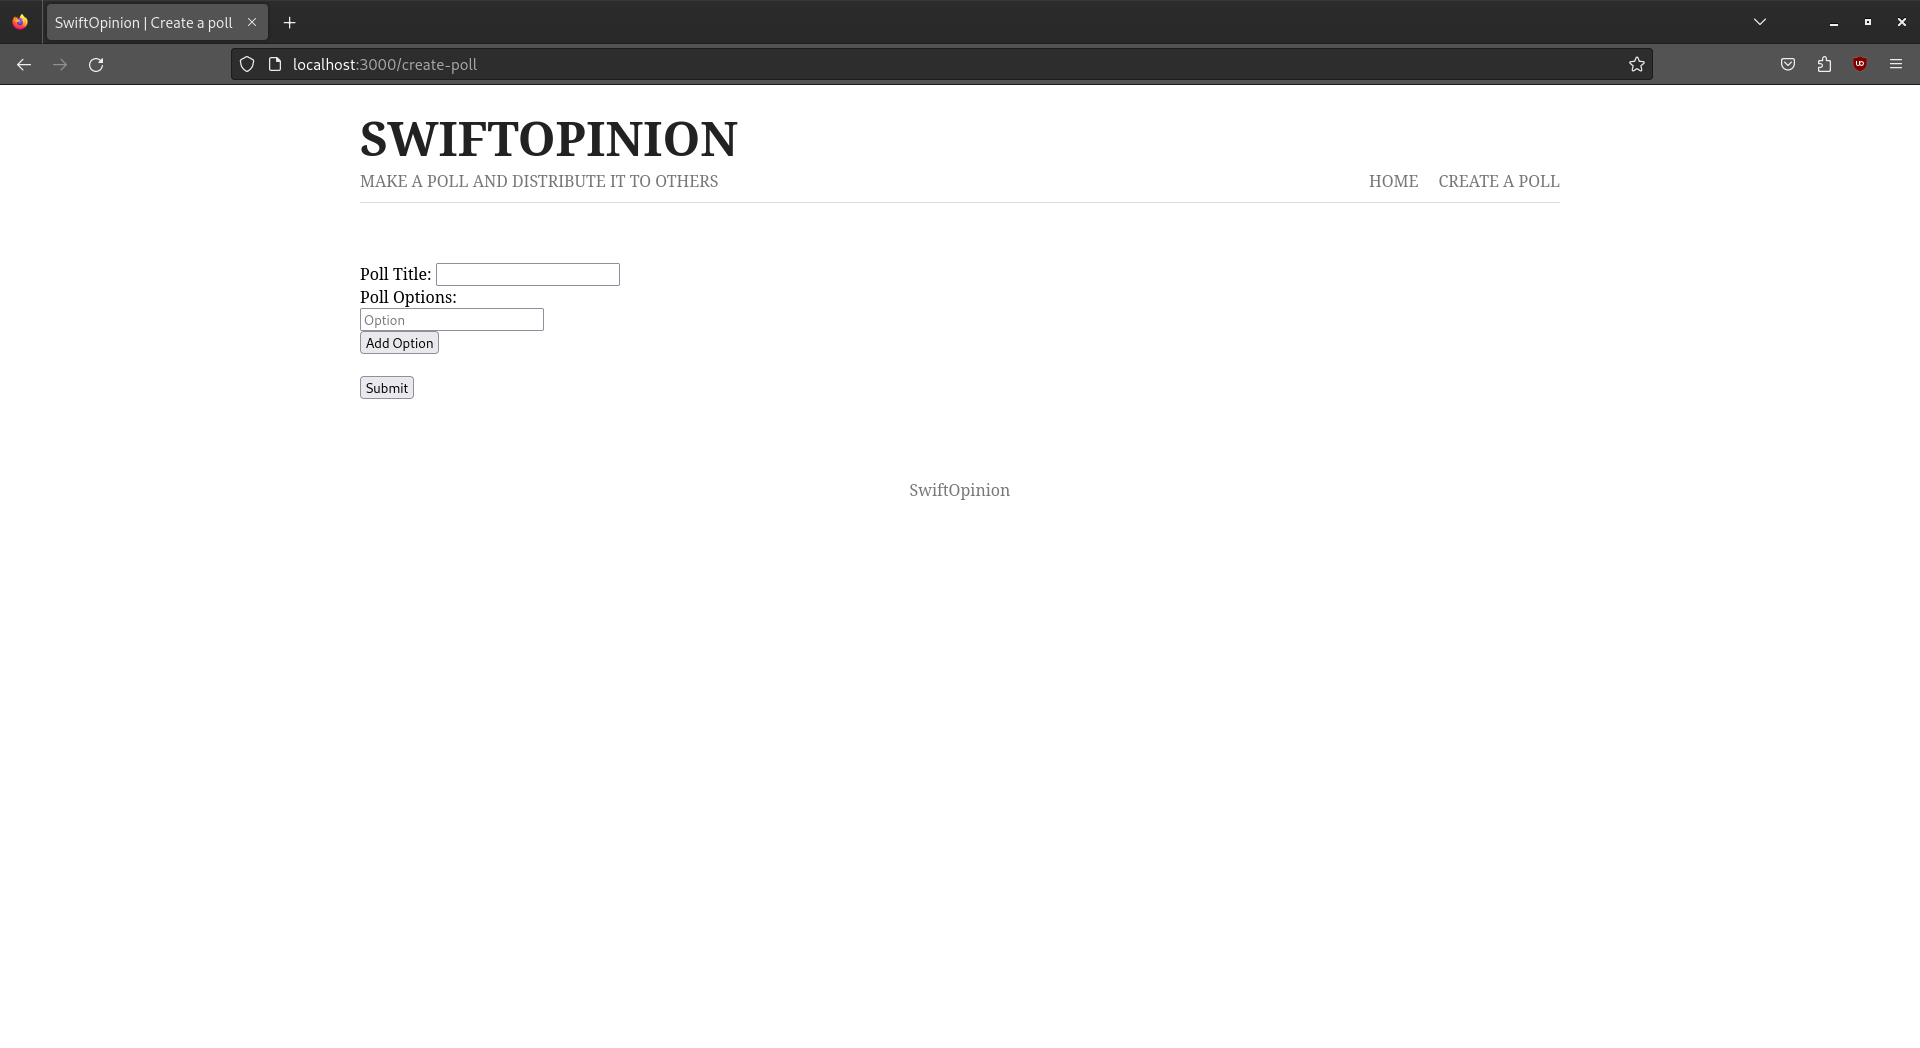 SwiftOpinion | Create a poll
localhost:3000/create-poll
SWIFTOPINION
MAKE A POLL AND DISTRIBUTE IT TO OTHERS
HOME CREATE A POLL
Poll Title:
Poll Options:
Option
Add Option
Submit
SwiftOpinion